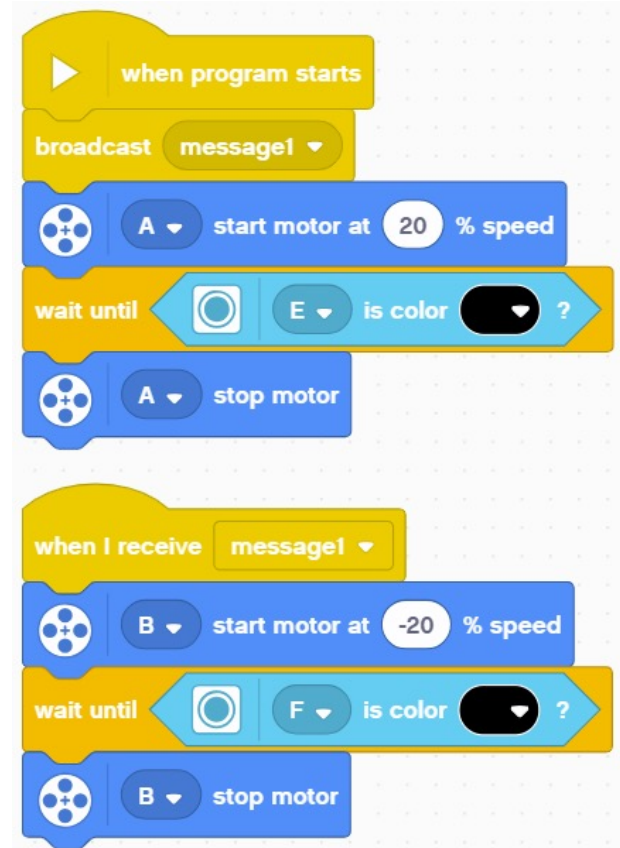 when program starts
broadcast message1
A start motor at 20 % speed
wait until E is color ?
A stop motor
when I receive message1
B start motor at -20 % speed
wait until F is color ?
B stop motor